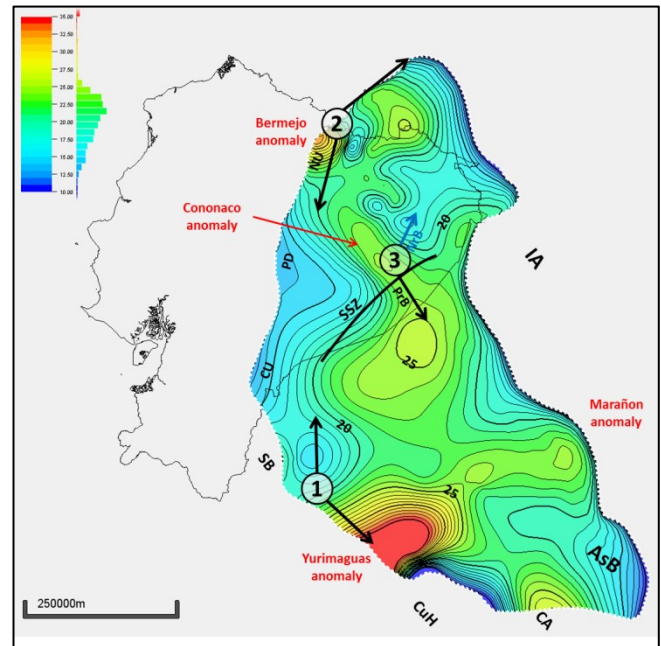 35.00
32.50
30.00
27.50
25.00
22.50
20.00
17.50
15.00
12.50
10.00
2
Bermejo
anomaly
NU
Cononaco
anomaly
20
IA
PD
3
PrB
SSZ
25
CU
Marañon
anomaly
20
SB
1
25
Yurimaguas
anomaly
AsB
CuH
CA
250000m